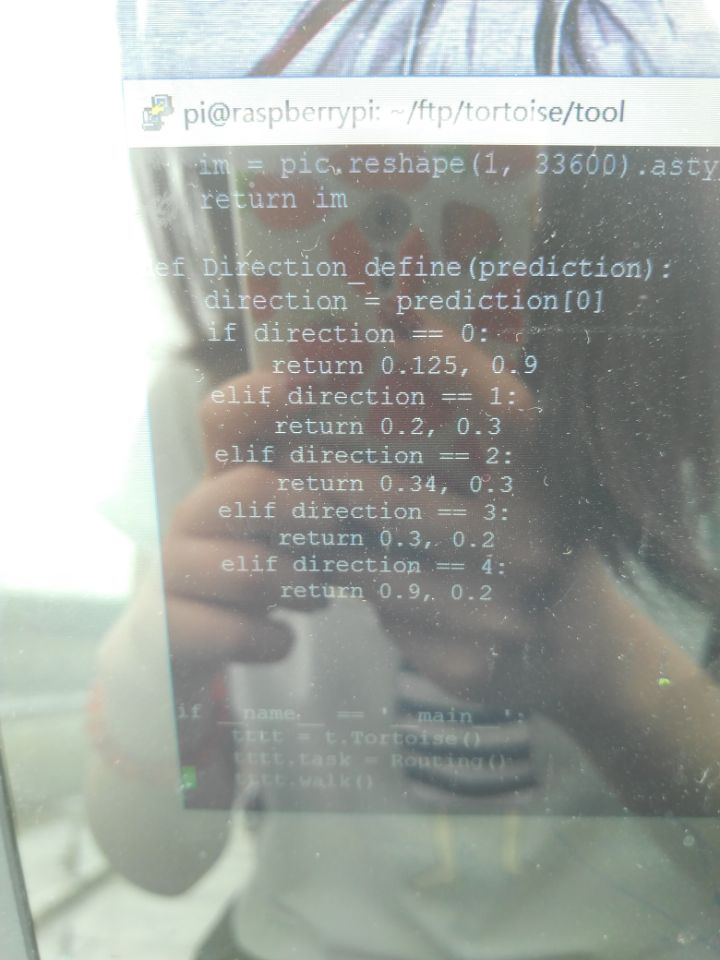 pi@raspberrypi: ~/ftp/tortoise/tool
im = pic.reshape(1, 33600).asty
return im
ef Direction_define(prediction):
direction = prediction[0]
if direction == 0:
return 0.125, 0.9
elif direction == 1:
return 0.2, 0.3
elif direction == 2:
return 0.34, 0.3
elif direction == 3:
return 0.3, 0.2
elif direction == 4:
return 0.9, 0.2
if __name__ == '__main__':
tttt = t.Tortoise()
tttt.task = Routing()
tttt.walk()